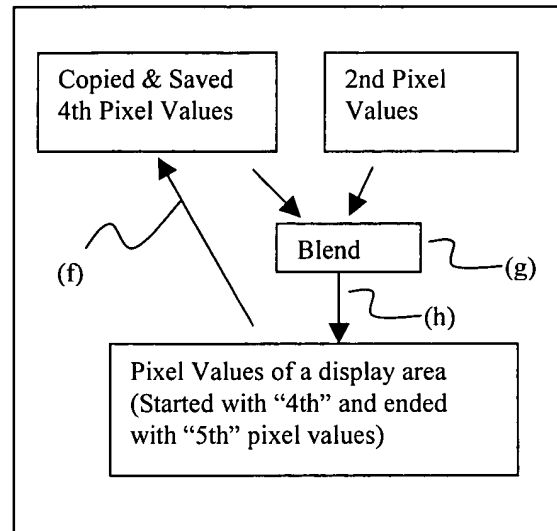 Copied & Saved
4th Pixel Values
2nd Pixel
Values
Blend
(f)
(g)
(h)
Pixel Values of a display area
(Started with “4th” and ended
with “5th” pixel values)